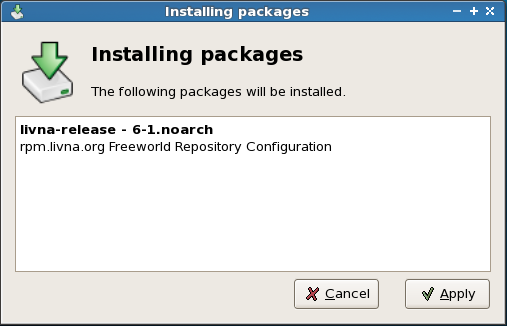 Installing packages
Installing packages
The following packages will be installed.
livna-release - 6-1.noarch
rpm.livna.org Freeworld Repository Configuration
Cancel
Apply